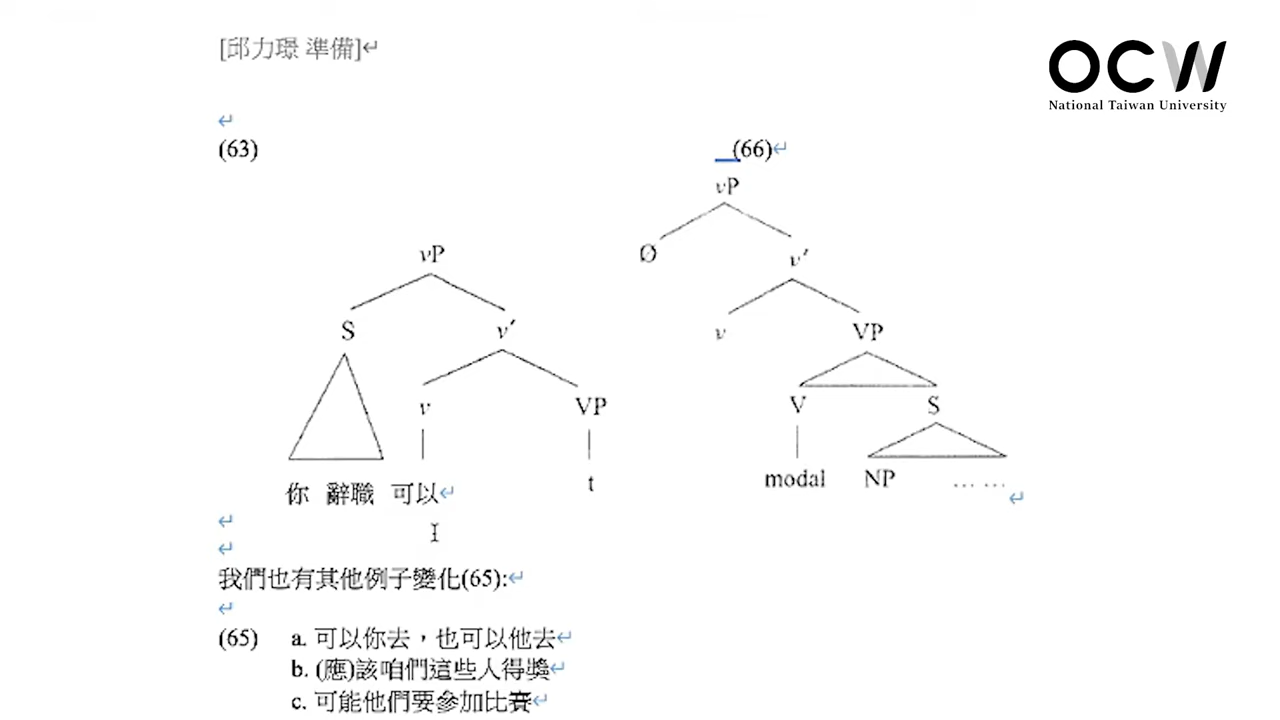 [邱力璟 準備]
OCW
National Taiwan University
(63)
(66)
vP
Ø v′
v VP
V S
modal NP ... ...
vP
S v′
v VP
你 辭職 可以 t
我們也有其他例子變化(65):
(65) a. 可以你去，也可以他去
b. (應)該咱們這些人得獎
c. 可能他們要參加比賽